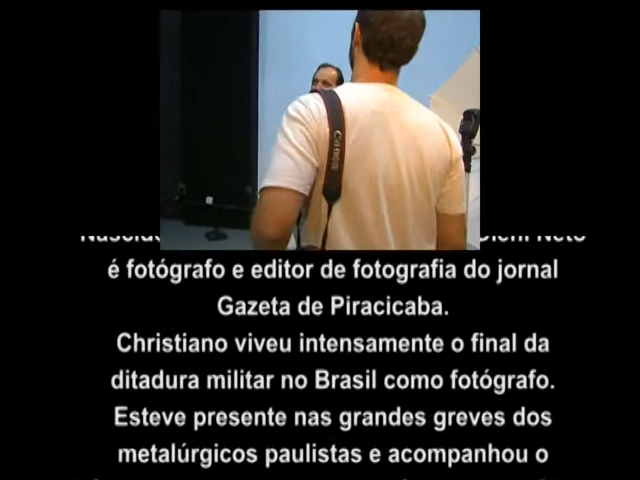 Canon
Neto
é fotógrafo e editor de fotografia do jornal
Gazeta de Piracicaba.
Christiano viveu intensamente o final da
ditadura militar no Brasil como fotógrafo.
Esteve presente nas grandes greves dos
metalúrgicos paulistas e acompanhou o